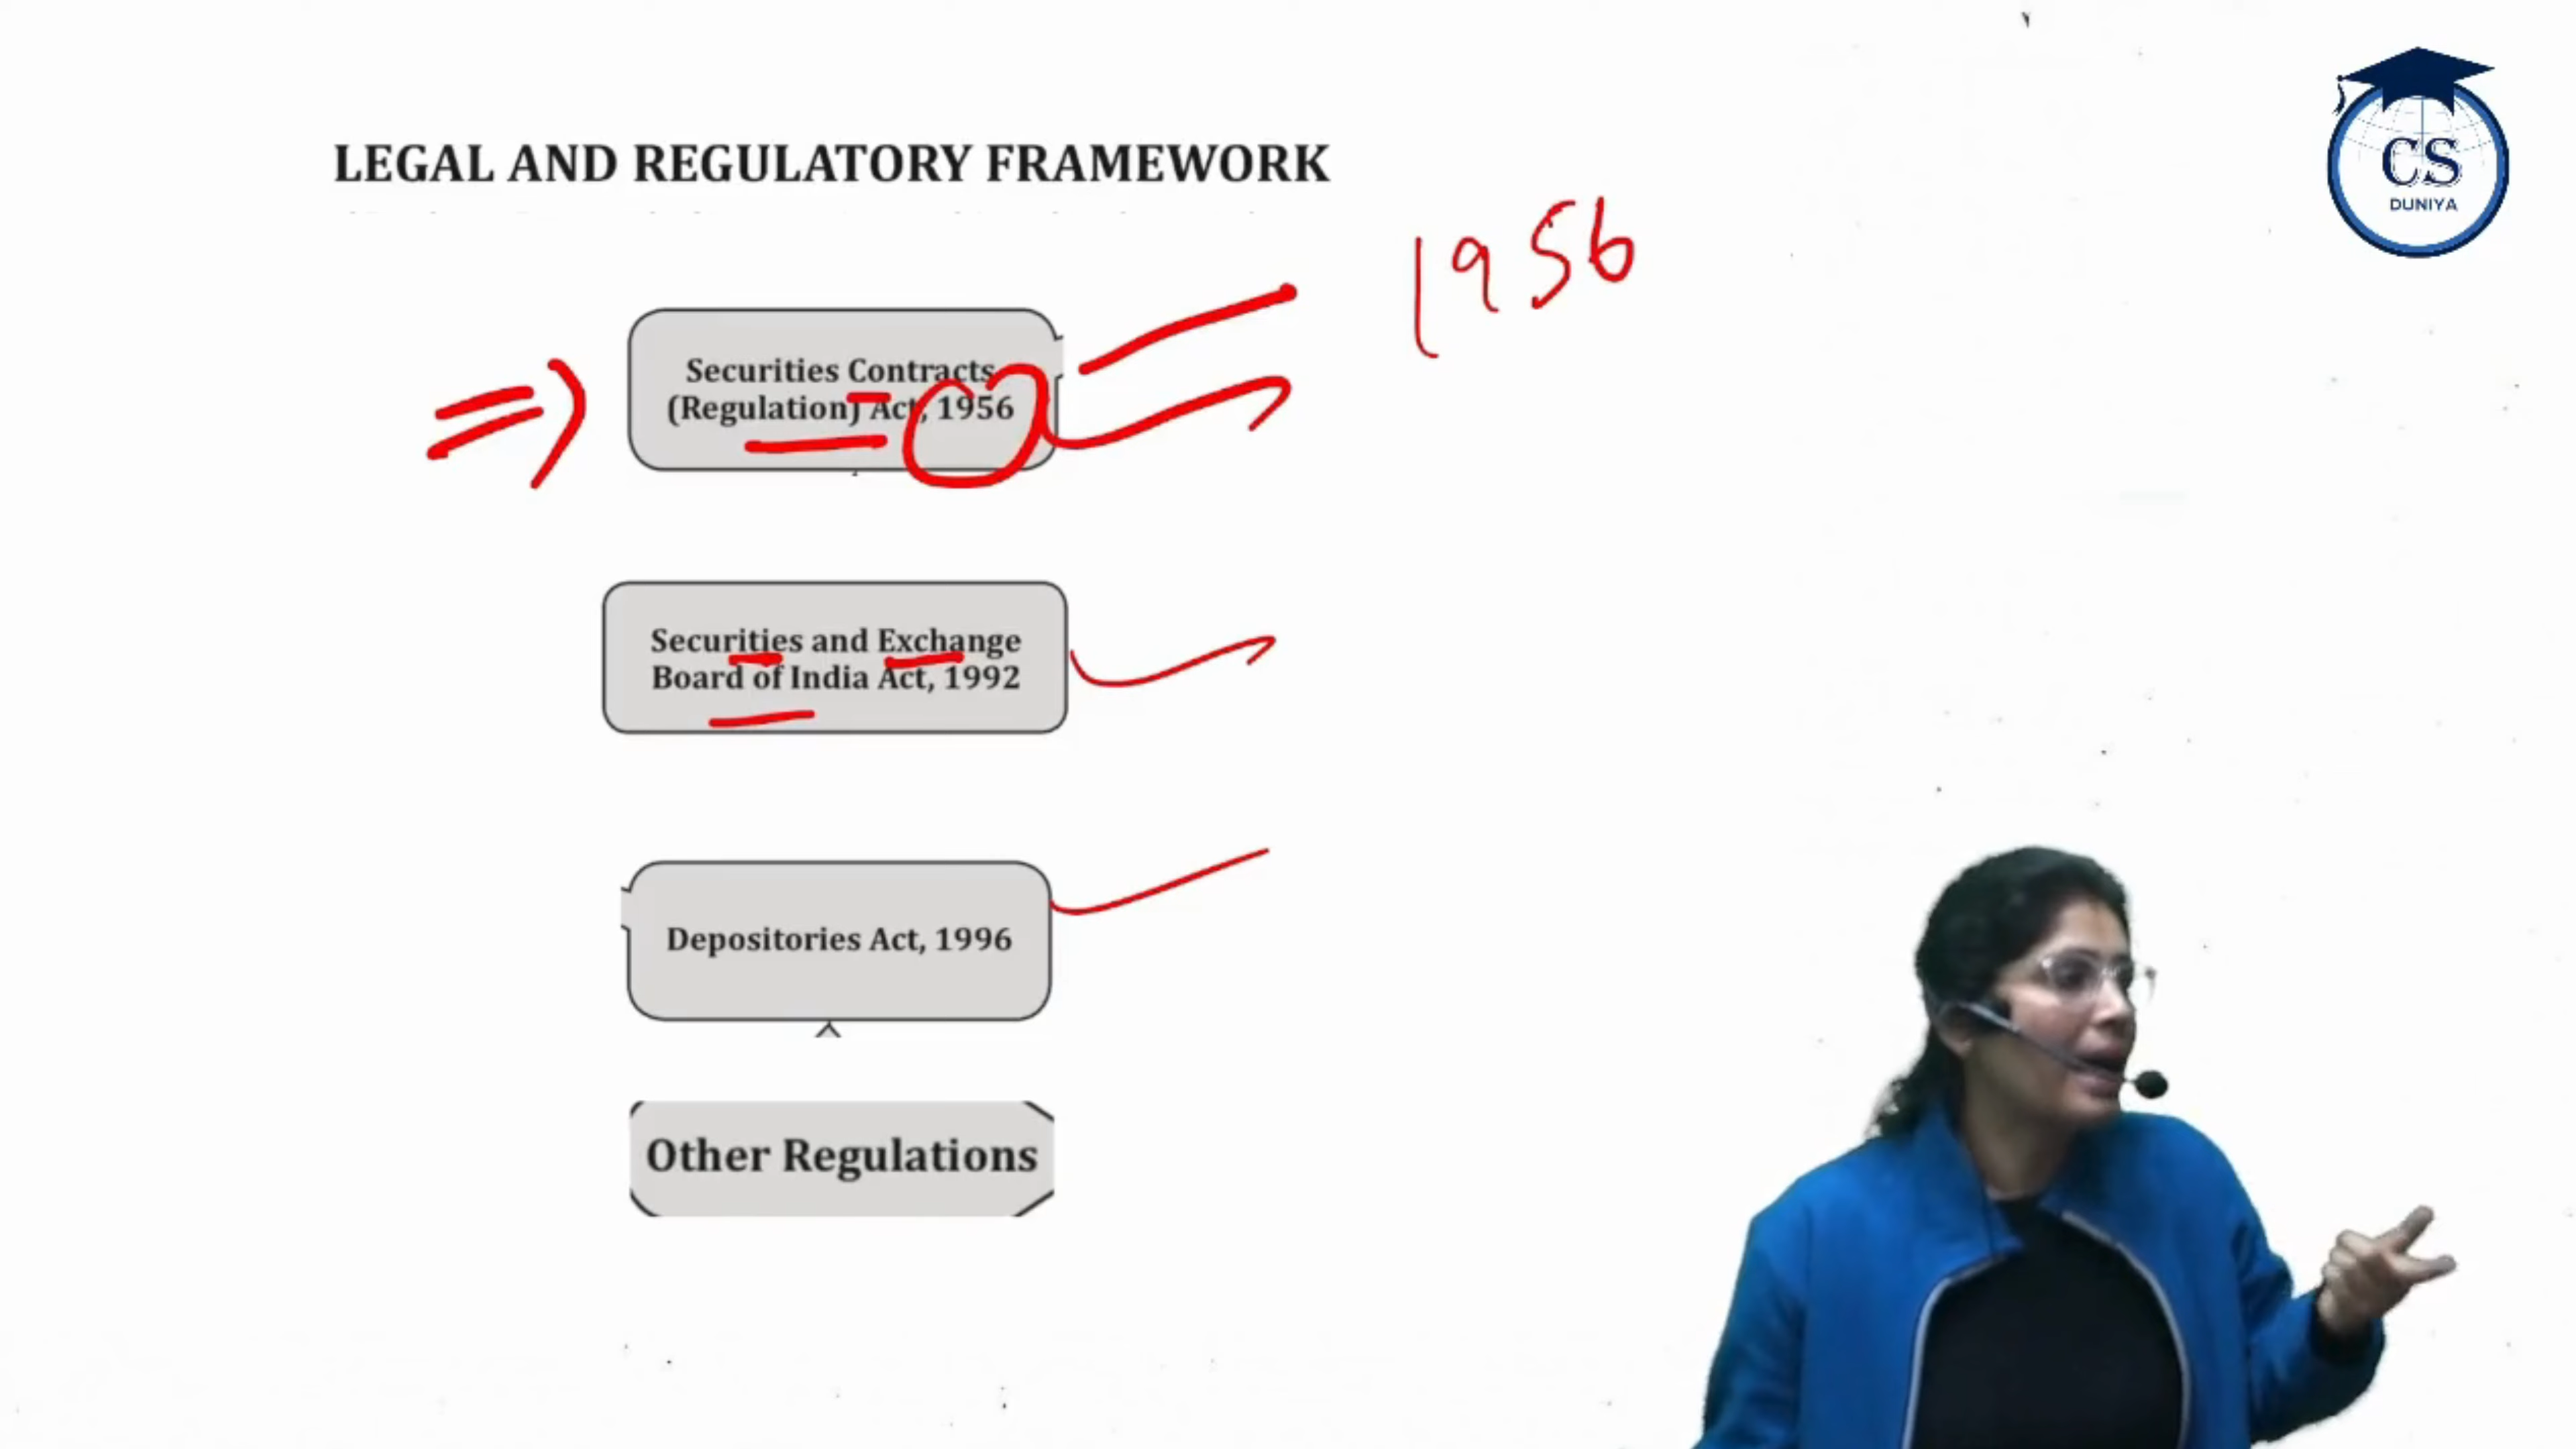 CS
DUNIYA
LEGAL AND REGULATORY FRAMEWORK
1956
Securities Contracts
(Regulation) Act, 1956
Securities and Exchange
Board of India Act, 1992
Depositories Act, 1996
Other Regulations